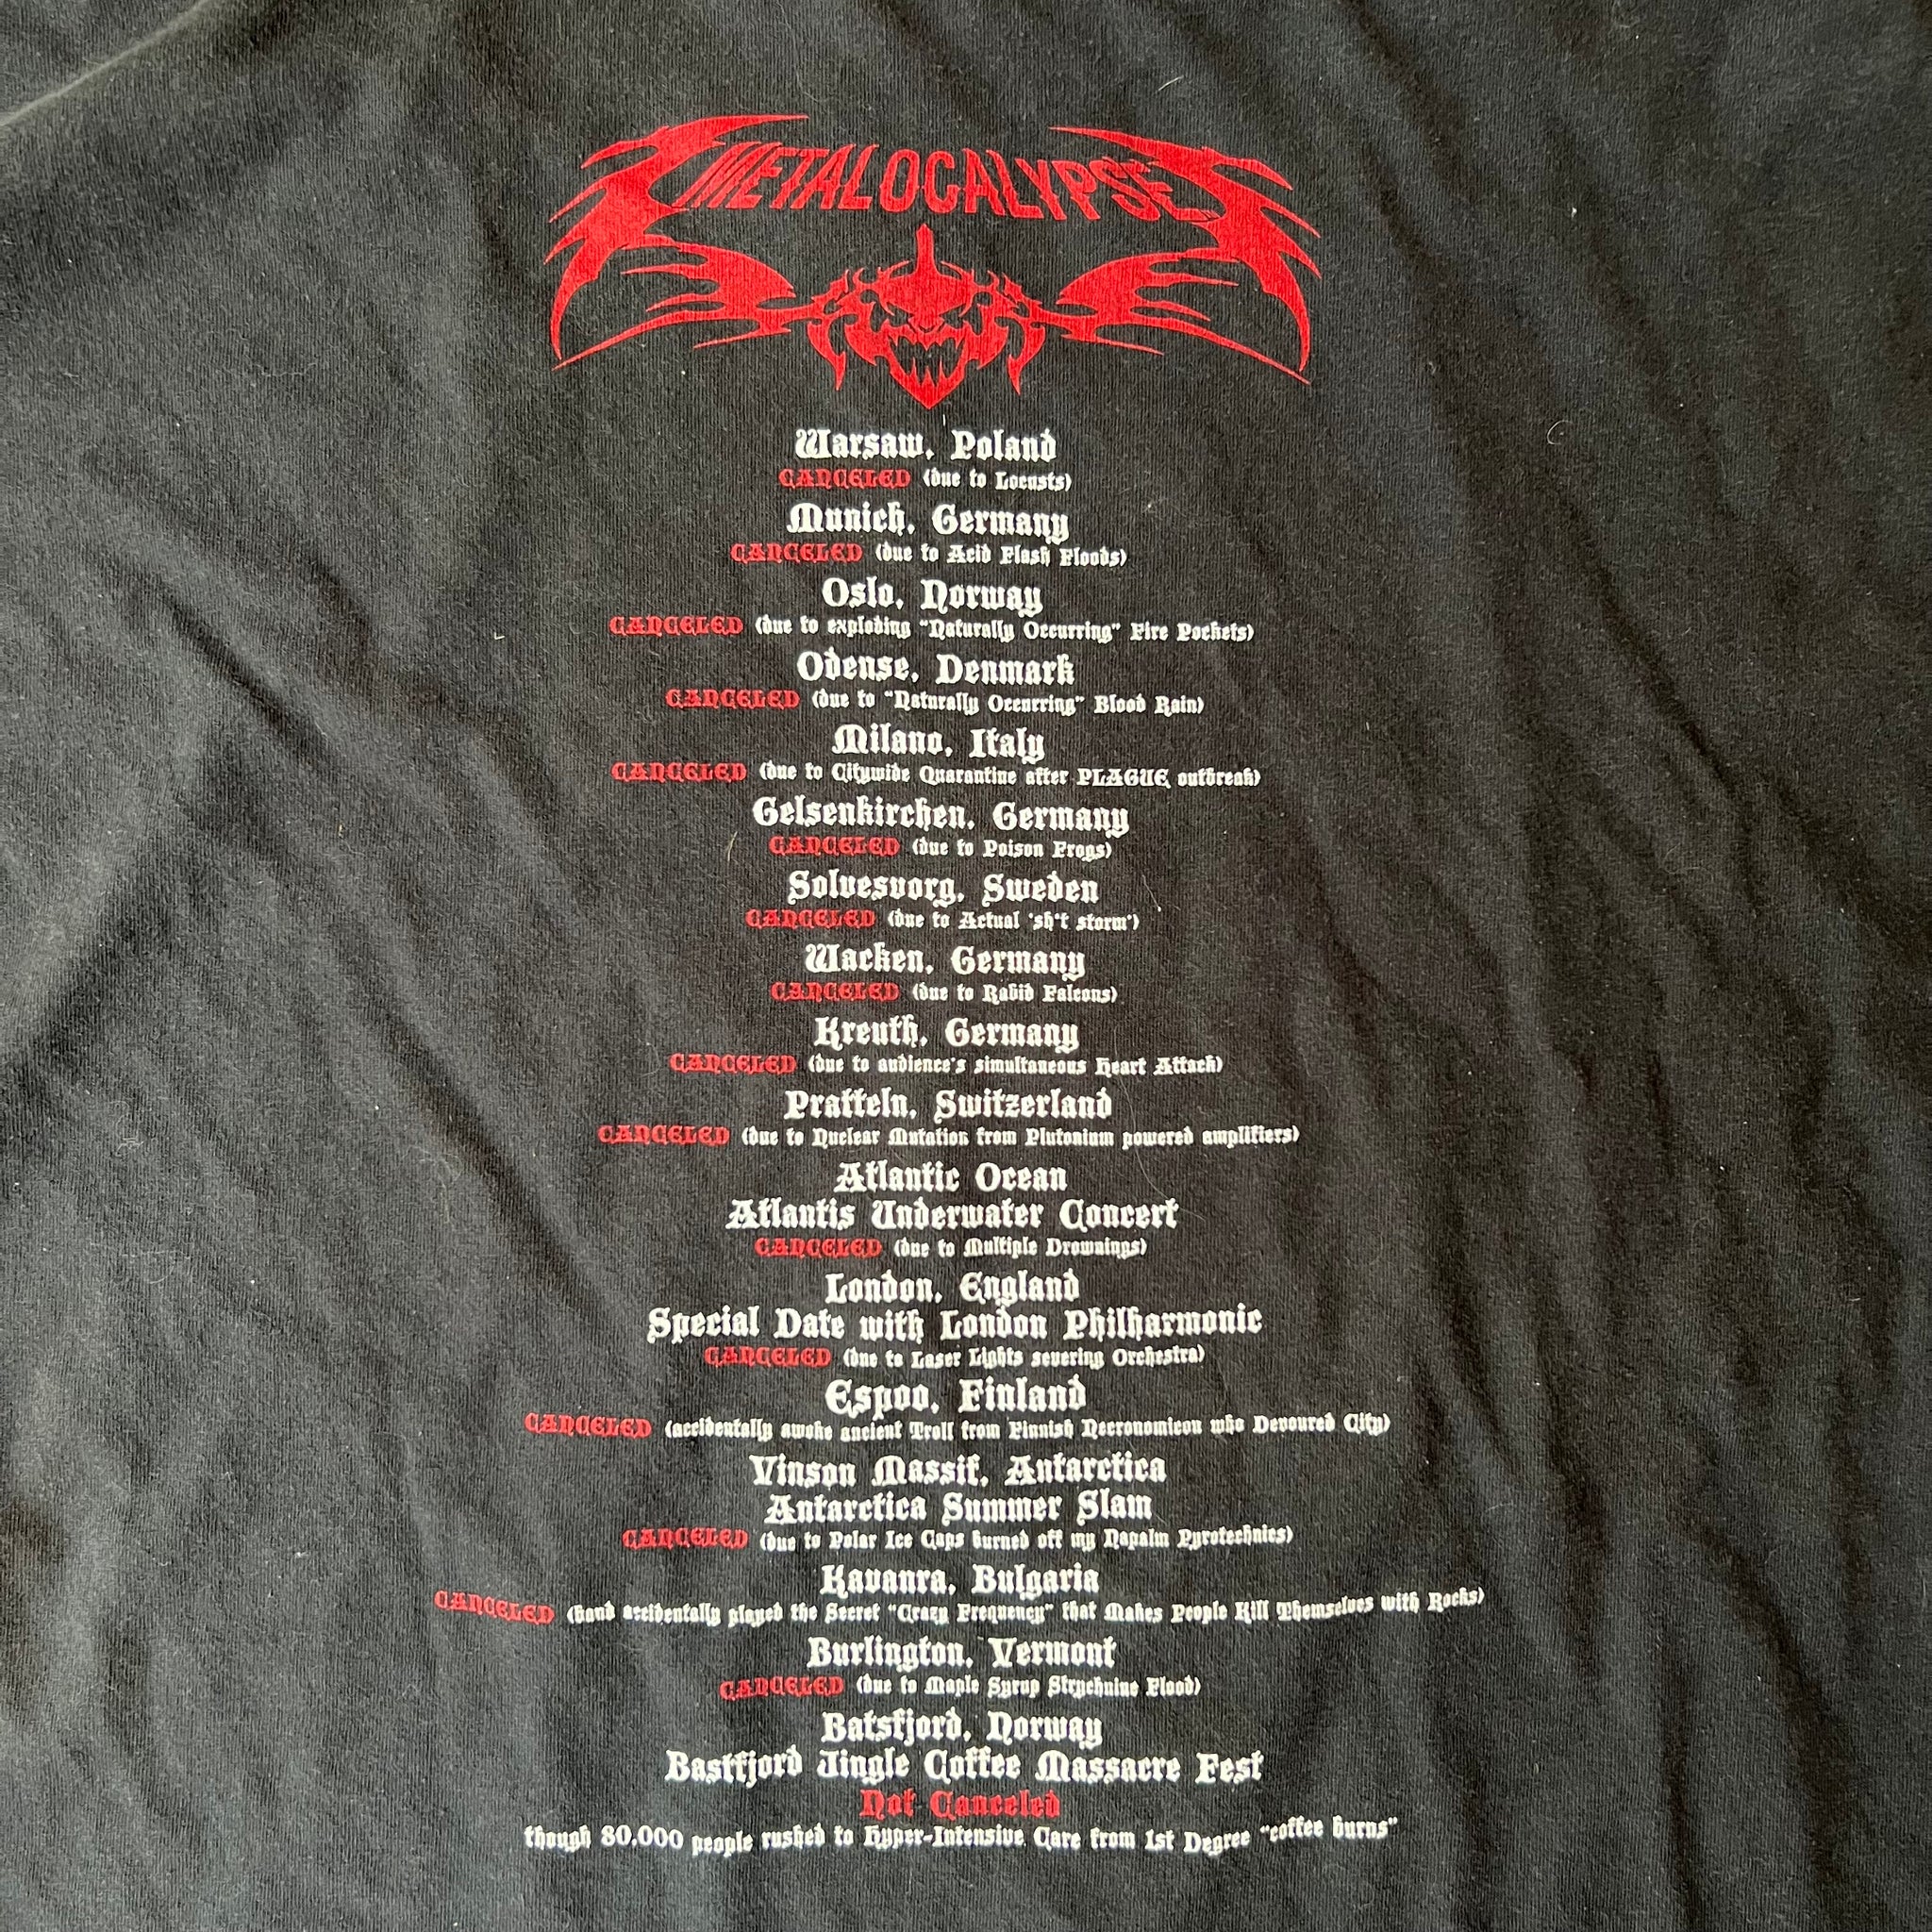 METALOCALYPSE
Warsaw, Poland
CANCELED (due to Locusts)
Munich, Germany
CANCELED (due to Acid Flash Floods)
Oslo, Norway
CANCELED (due to exploding "Naturally Occurring" Fire Pockets)
Odense, Denmark
CANCELED (due to "Naturally Occurring" Blood Rain)
Milano, Italy
CANCELED (due to Citywide Quarantine after PLAGUE outbreak)
Gelsenkirchen, Germany
CANCELED (due to Poison Frogs)
Solvesvorg, Sweden
CANCELED (due to Actual 'sh*t storm')
Wacken, Germany
CANCELED (due to Rabid Falcons)
Kreuth, Germany
CANCELED (due to audience's simultaneous Heart Attack)
Pratteln, Switzerland
CANCELED (due to Nuclear Mutation from Plutonium powered amplifiers)
Atlantic Ocean
Atlantis Underwater Concert
CANCELED (due to Multiple Drownings)
London, England
Special Date with London Philharmonic
CANCELED (due to Laser Lights severing Orchestra)
Espoo, Finland
CANCELED (accidentally awoke ancient Troll from Finnish Necronomicon who Devoured City)
Vinson Massif, Antarctica
Antarctica Summer Slam
CANCELED (due to Polar Ice Caps burned off my Napalm Pyrotechnics)
Kavanra, Bulgaria
CANCELED (band accidentally played the Secret "Crazy Frequency" that Makes People Kill Themselves with Rocks)
Burlington, Vermont
CANCELED (due to Maple Syrup Strychnine Flood)
Batsfjord, Norway
Bastfjord Jingle Coffee Massacre Fest
Not Canceled
though 80,000 people rushed to Hyper-Intensive Care from 1st Degree "coffee burns"